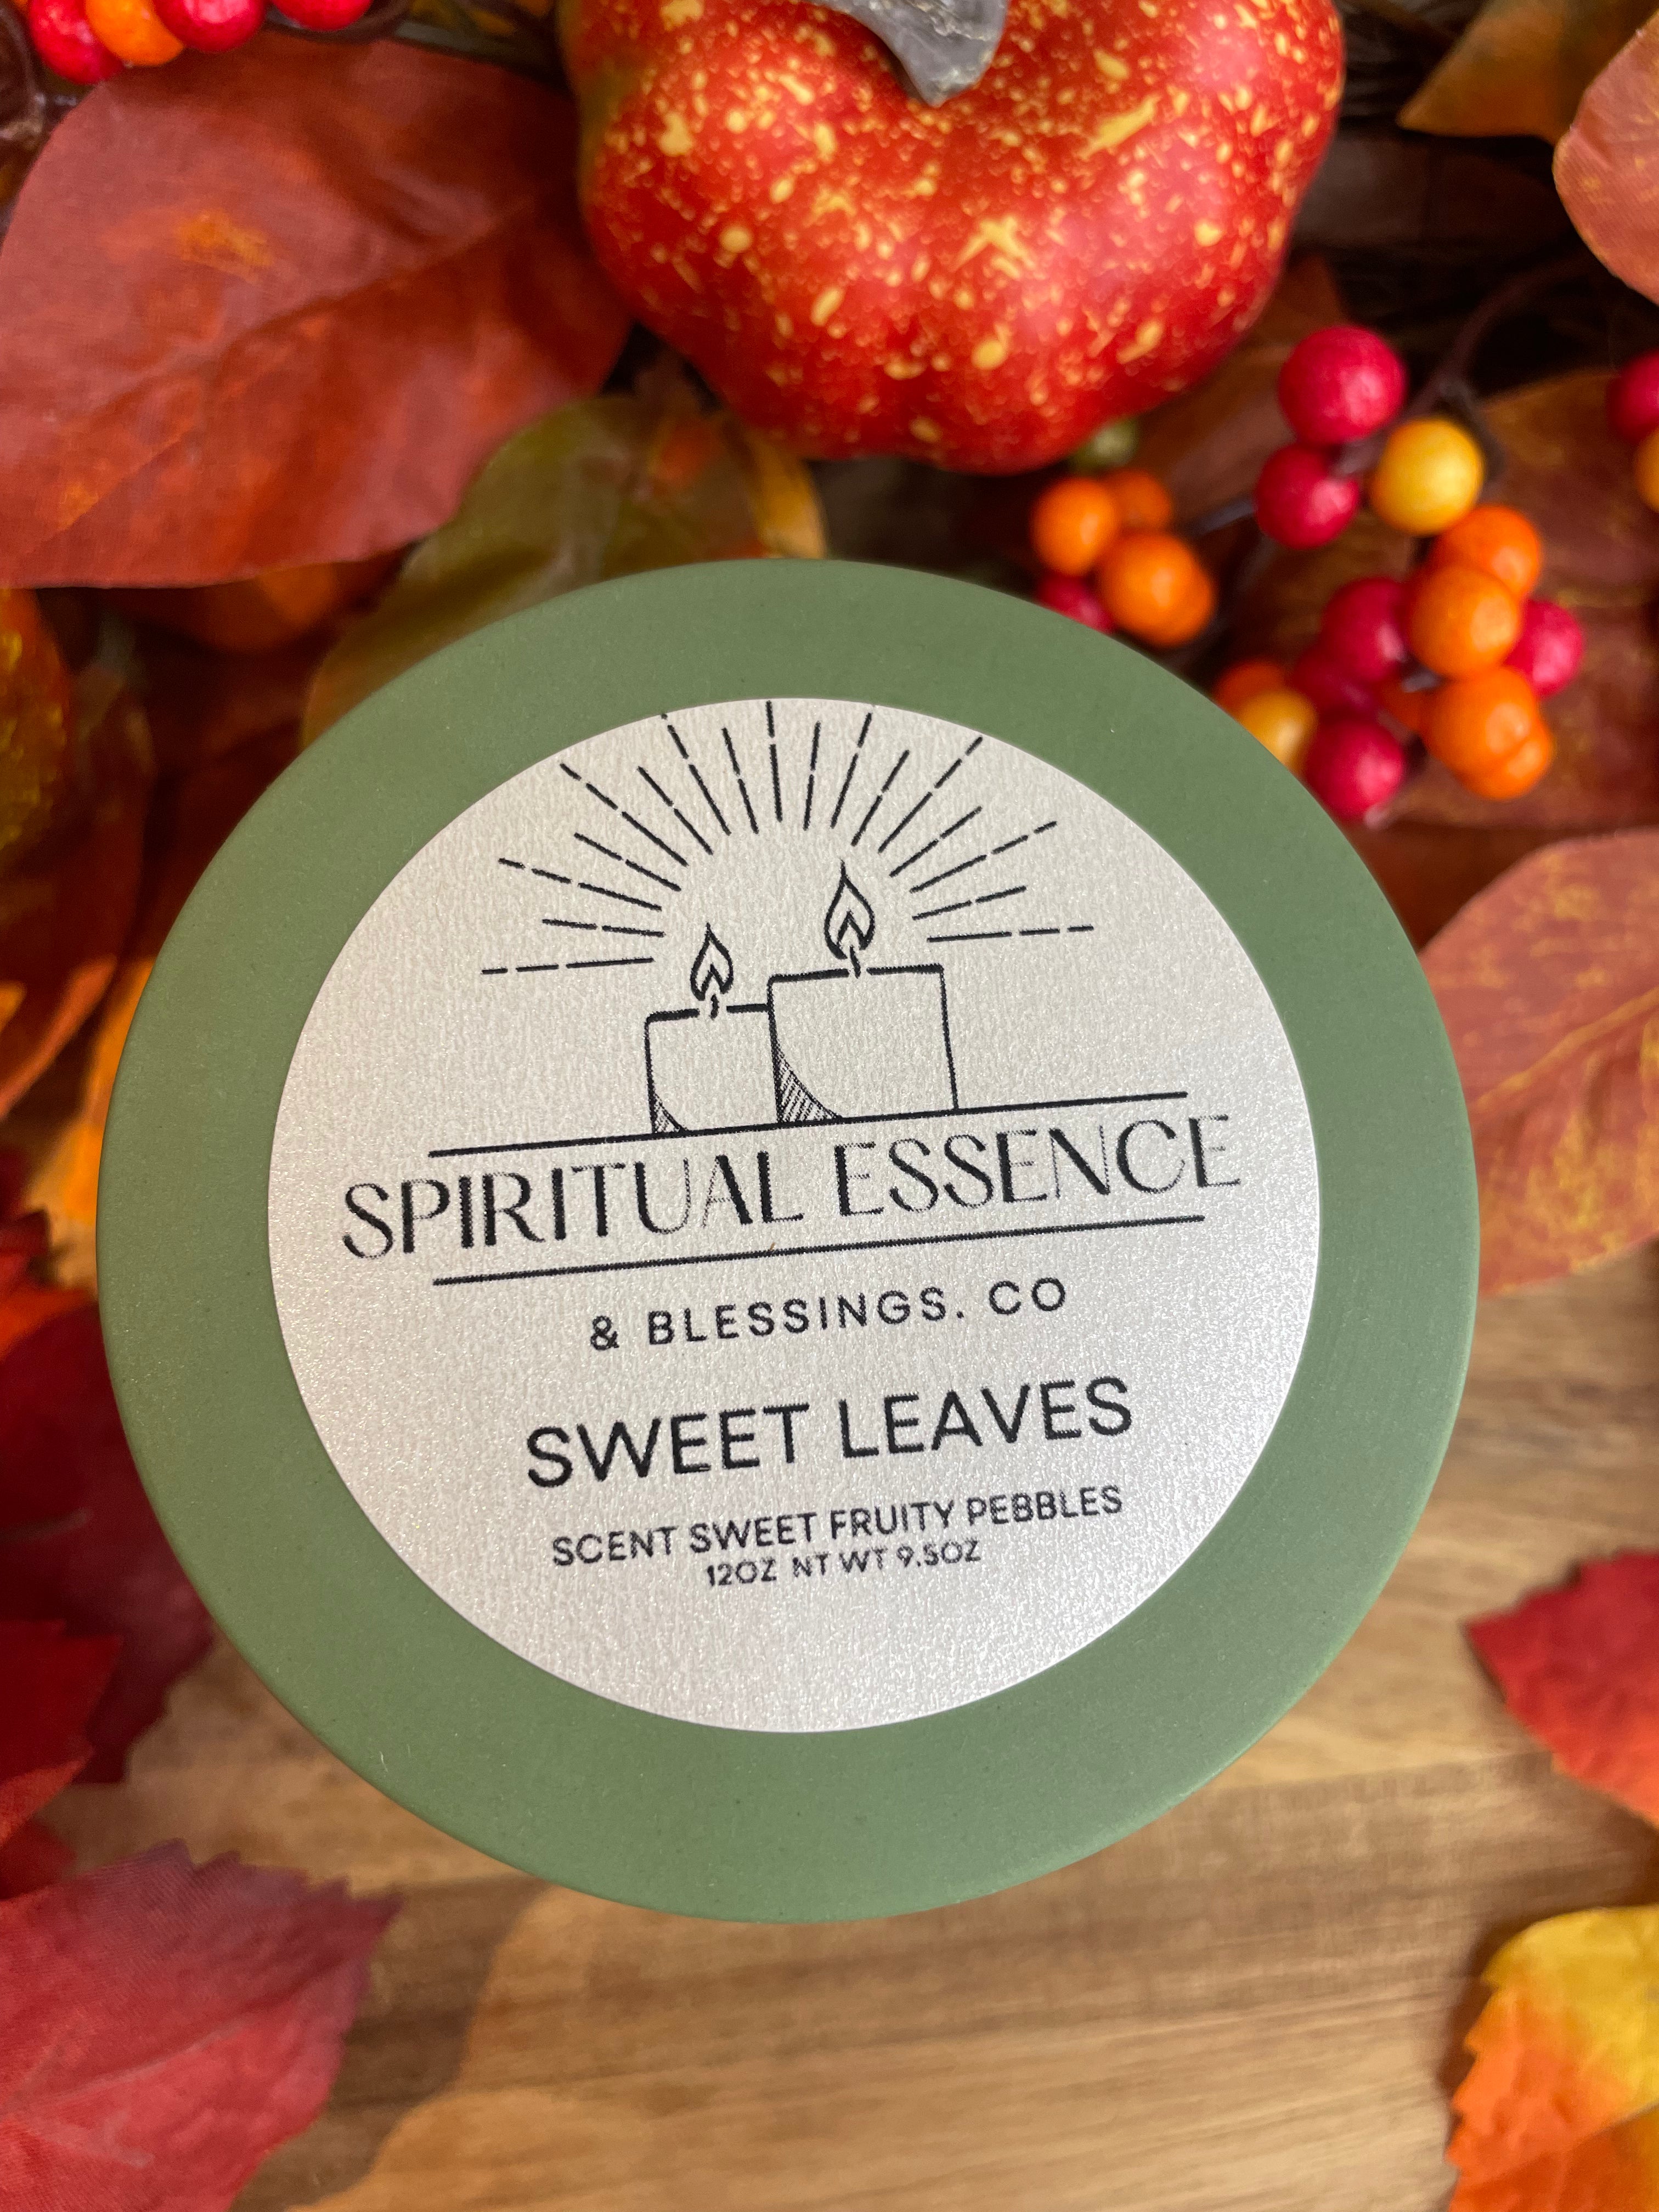 SPIRITUAL ESSENCE
& BLESSINGS. CO
SWEET LEAVES
SCENT SWEET FRUITY PEBBLES
12OZ NT WT 9.5OZ